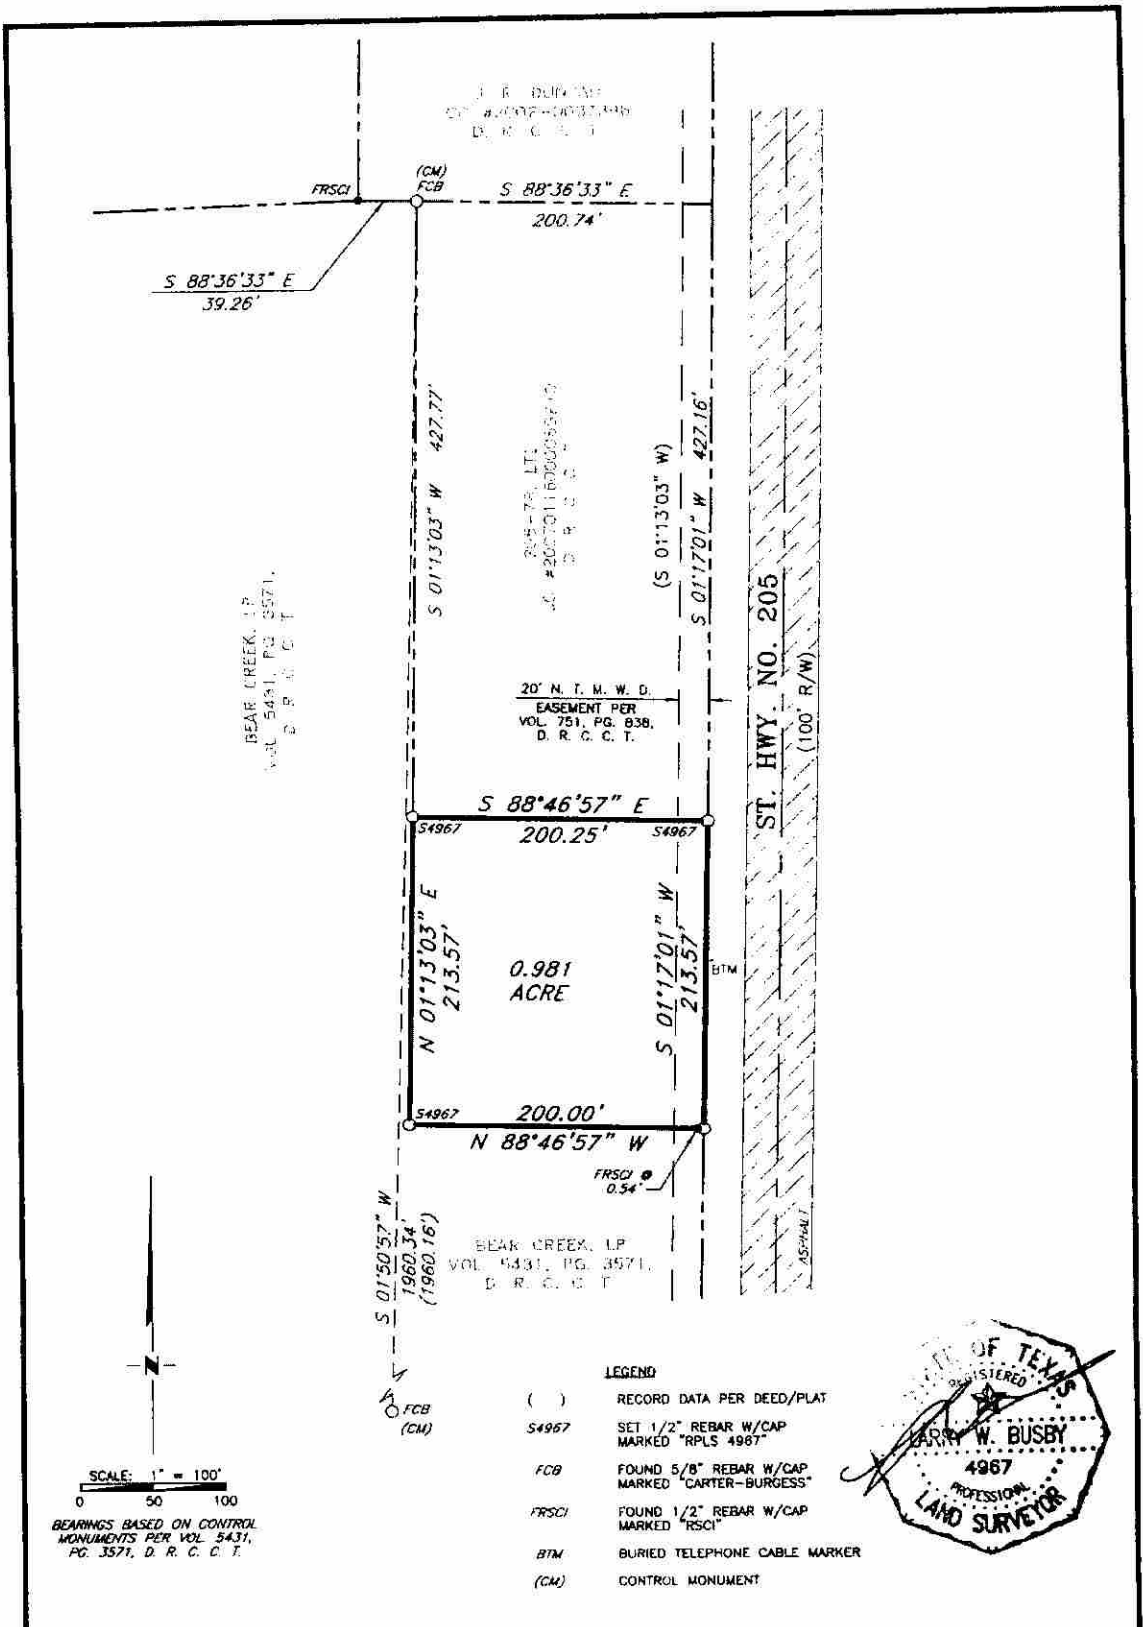 D. R. C. C. T
(CM)
FCB
FRSCI
S 88°36'33" E
200.74'
S 88°36'33" E
39.26'
S 01°13'03" W 427.77'
(S 01°13'03" W)
S 01°17'01" W 427.16'
BEAR CREEK, LP
VOL. 5431, PG. 3571,
D. R. C. C. T
20' N. T. M. W. D.
EASEMENT PER
VOL. 751, PG. 838,
D. R. C. C. T.
ST. HWY. NO. 205
(100' R/W)
S 88°46'57" E
200.25'
S4967
S4967
N 01°13'03" E
213.57'
0.981
ACRE
S 01°17'01" W
213.57'
BTM
S4967
200.00'
N 88°46'57" W
FRSCI @
0.54'
S 01°50'57" W
1960.34'
(1960.16')
BEAR CREEK, LP
VOL. 5431, PG. 3571,
D. R. C. C. T
ASPHALT
FCB
(CM)
N
SCALE: 1" = 100'
0 50 100
BEARINGS BASED ON CONTROL
MONUMENTS PER VOL. 5431,
PG. 3571, D. R. C. C. T.
LEGEND
( ) RECORD DATA PER DEED/PLAT
S4967 SET 1/2" REBAR W/CAP
MARKED "RPLS 4967"
FCB FOUND 5/8" REBAR W/CAP
MARKED "CARTER-BURGESS"
FRSCI FOUND 1/2" REBAR W/CAP
MARKED "RSCI"
BTM BURIED TELEPHONE CABLE MARKER
(CM) CONTROL MONUMENT
OF TEXAS
REGISTERED
LARRY W. BUSBY
4967
PROFESSIONAL
LAND SURVEYOR